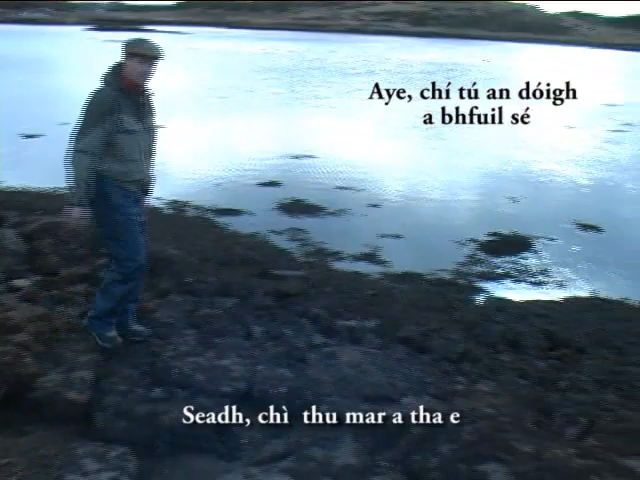 Aye, chí tú an dóigh
a bhfuil sé
Seadh, chì thu mar a tha e